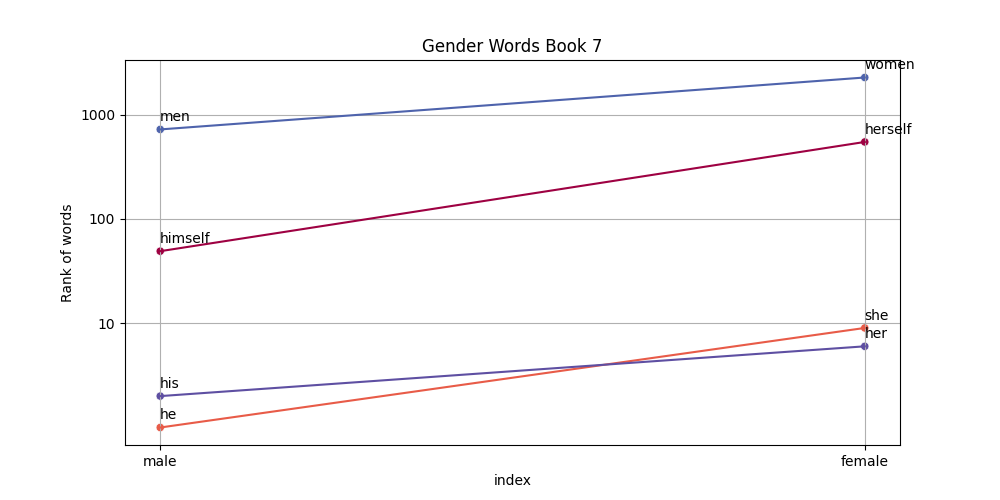 Gender Words Book 7
women
men
1000
herself
100
himself
Rank of words
10
she
her
his
he
male
female
index